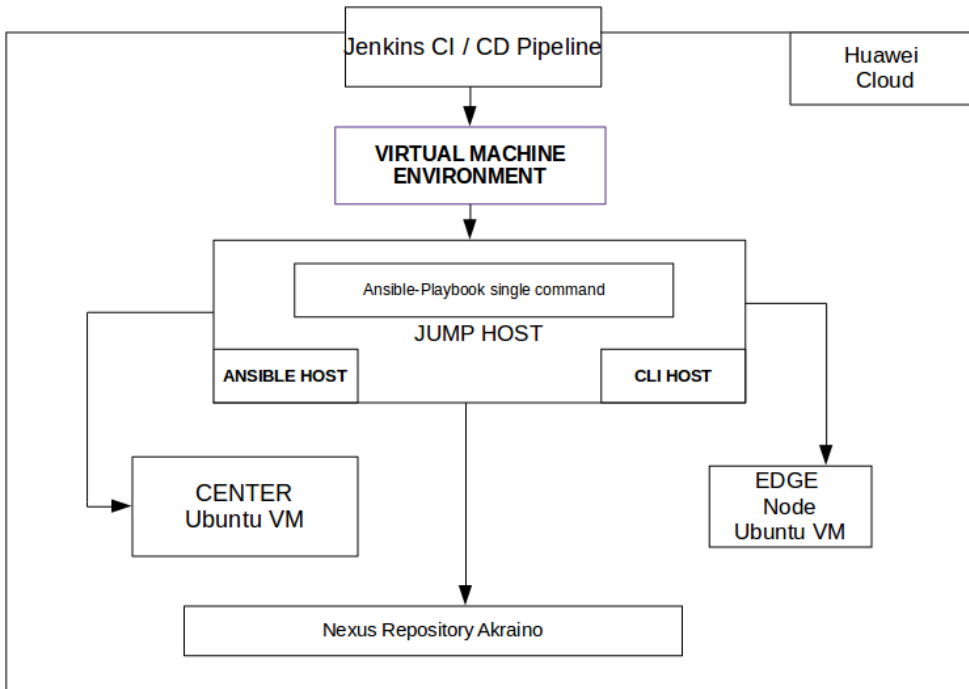 Jenkins CI / CD Pipeline
Huawei
Cloud
VIRTUAL MACHINE
ENVIRONMENT
Ansible-Playbook single command
JUMP HOST
ANSIBLE HOST
CLI HOST
CENTER
Ubuntu VM
EDGE
Node
Ubuntu VM
Nexus Repository Akraino